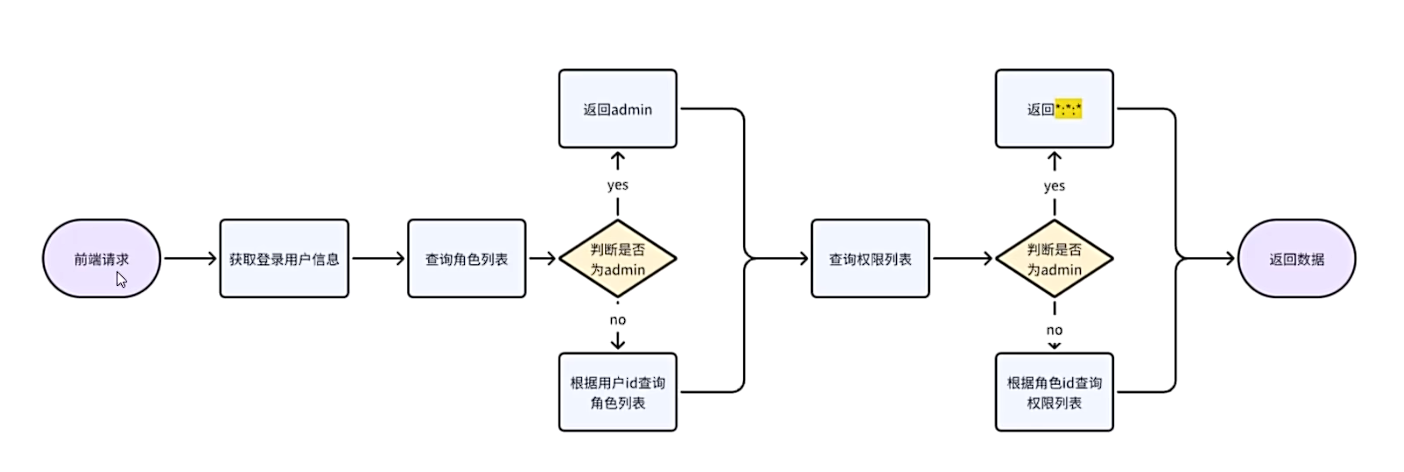 前端请求
获取登录用户信息
查询角色列表
判断是否
为admin
yes
返回admin
no
根据用户id查询
角色列表
查询权限列表
判断是否
为admin
yes
返回*:*:*
no
根据角色id查询
权限列表
返回数据